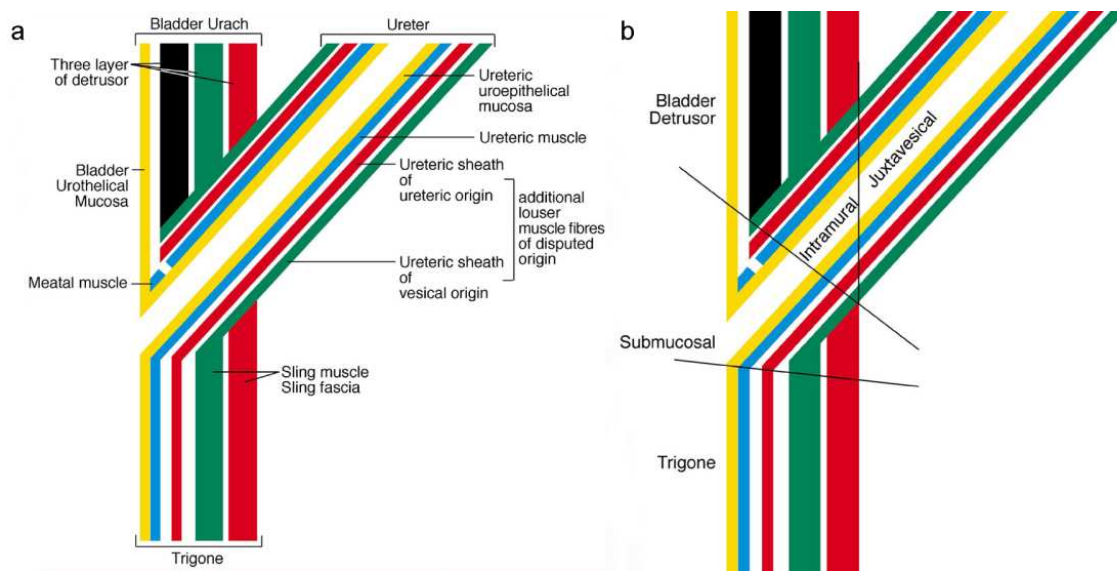 a
Bladder Urach
Ureter
Three layer
of detrusor
Ureteric
uroepithelical
mucosa
Ureteric muscle
Bladder
Urothelical
Mucosa
Ureteric sheath
of
ureteric origin
additional
louser
muscle fibres
of disputed
origin
Meatal muscle
Ureteric sheath
of
vesical origin
Sling muscle
Sling fascia
Trigone
b
Bladder
Detrusor
Juxtavesical
Intramural
Submucosal
Trigone